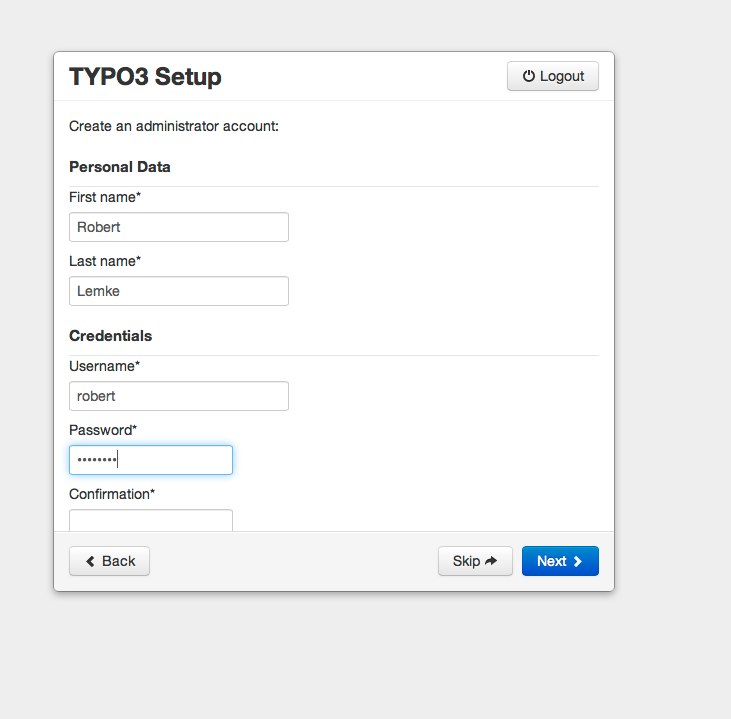 TYPO3 Setup
Logout
Create an administrator account:
Personal Data
First name*
Robert
Last name*
Lemke
Credentials
Username*
robert
Password*
••••••••
Confirmation*
Back
Skip
Next